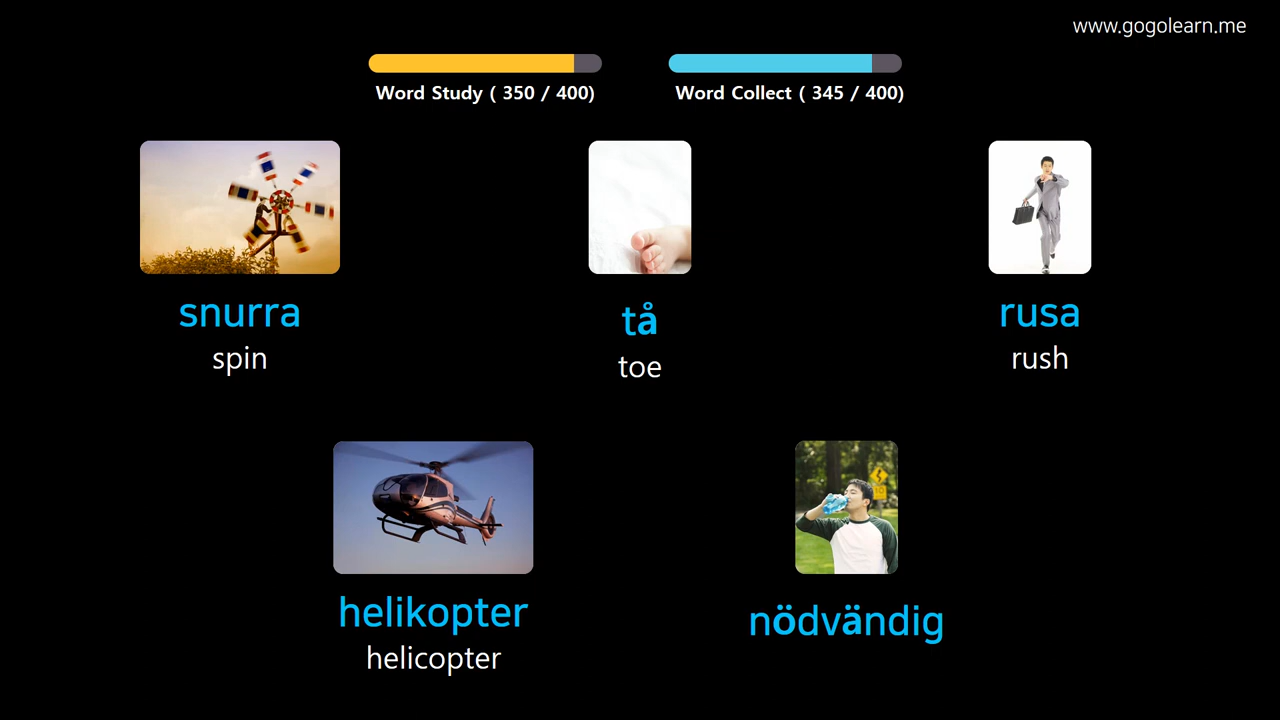 www.gogolearn.me
Word Study ( 350 / 400)
Word Collect ( 345 / 400)
snurra
spin
tå
toe
rusa
rush
helikopter
helicopter
nödvändig